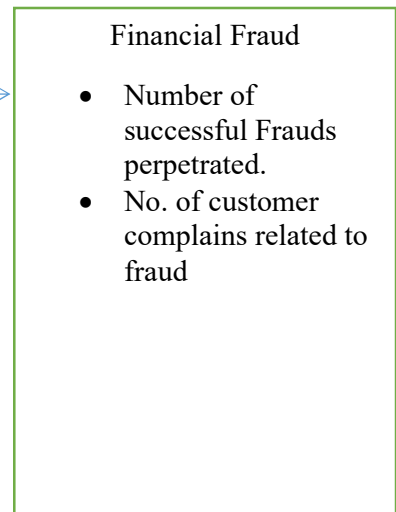 Financial Fraud
• Number of
successful Frauds
perpetrated.
• No. of customer
complains related to
fraud